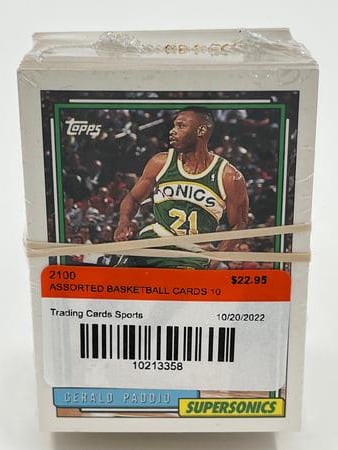 Topps
SONICS
21
2100
$22.95
ASSORTED BASKETBALL CARDS 10
Trading Cards Sports
10/20/2022
10213358
GERALD PADDIO
SUPERSONICS